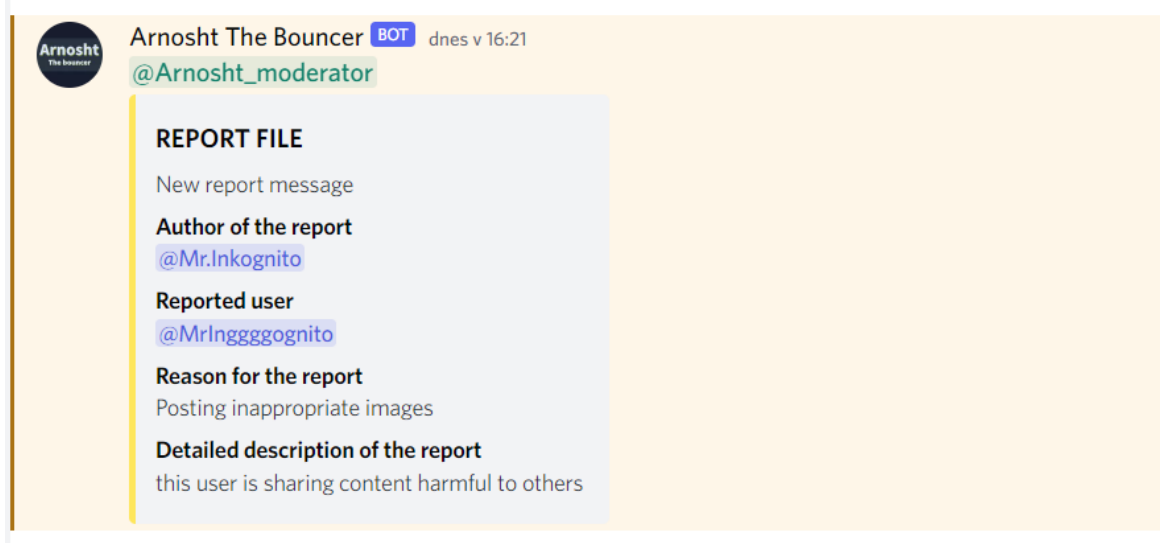 Arnosht
The bouncer
Arnosht The Bouncer BOT dnes v 16:21
@Arnosht_moderator
REPORT FILE
New report message
Author of the report
@Mr.Inkognito
Reported user
@MrInggggognito
Reason for the report
Posting inappropriate images
Detailed description of the report
this user is sharing content harmful to others